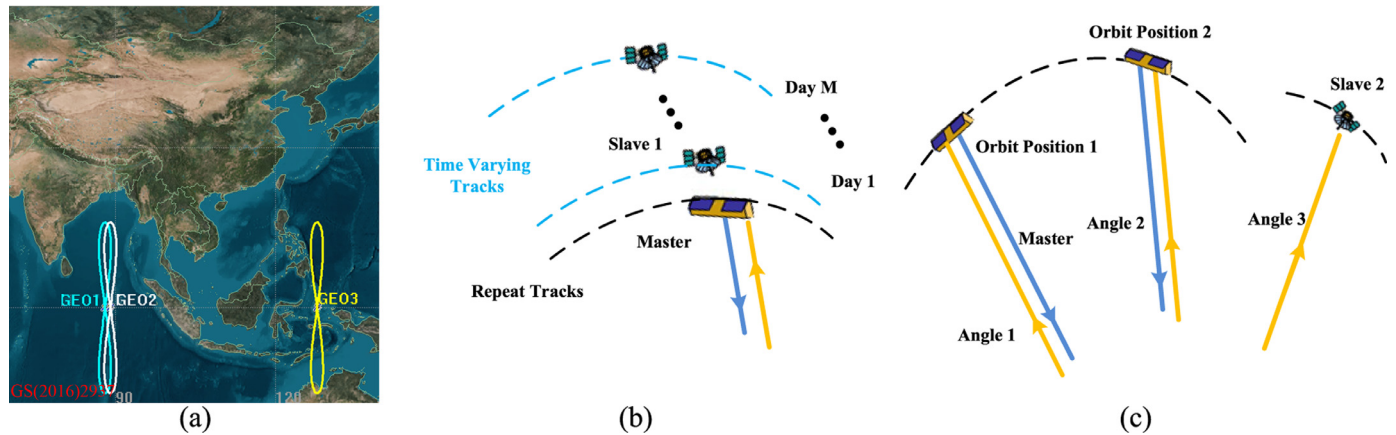 GEO1
GEO2
GEO3
GS(2016)293
90
120
(a)
Day M
Slave 1
Time Varying
Tracks
Day 1
Master
Repeat Tracks
(b)
Orbit Position 2
Slave 2
Orbit Position 1
Angle 2
Angle 3
Master
Angle 1
(c)